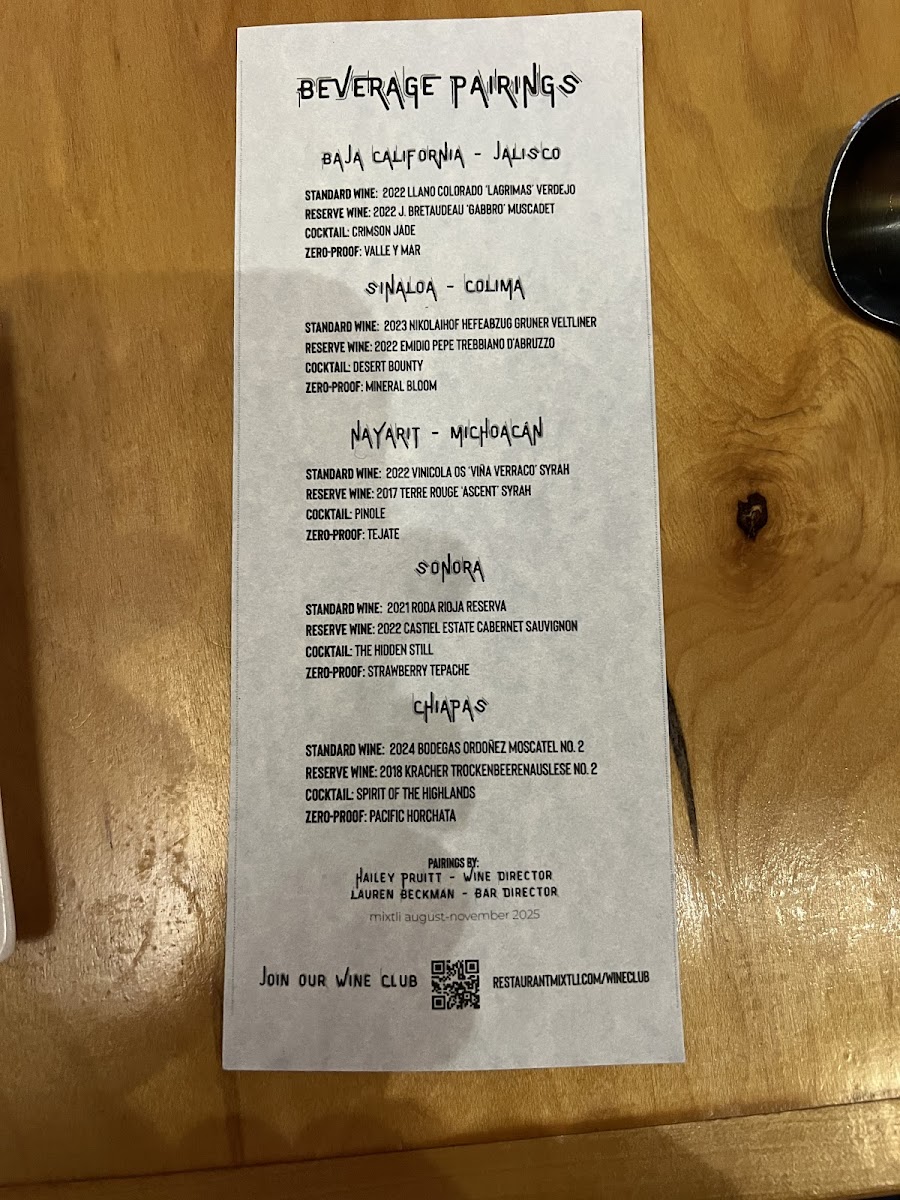 BEVERAGE PAIRINGS
BAJA CALIFORNIA - JALISCO
STANDARD WINE: 2022 LLANO COLORADO 'LAGRIMAS' VERDEJO
RESERVE WINE: 2022 J. BRETAUDEAU 'GABBRO' MUSCADET
COCKTAIL: CRIMSON JADE
ZERO-PROOF: VALLE Y MAR
SINALOA - COLIMA
STANDARD WINE: 2023 NIKOLAIHOF HEFEABZUG GRUNER VELTLINER
RESERVE WINE: 2022 EMIDIO PEPE TREBBIANO D'ABRUZZO
COCKTAIL: DESERT BOUNTY
ZERO-PROOF: MINERAL BLOOM
NAYARIT - MICHOACÁN
STANDARD WINE: 2022 VINICOLA OS 'VIÑA VERRACO' SYRAH
RESERVE WINE: 2017 TERRE ROUGE 'ASCENT' SYRAH
COCKTAIL: PINOLE
ZERO-PROOF: TEJATE
SONORA
STANDARD WINE: 2021 RODA RIOJA RESERVA
RESERVE WINE: 2022 CASTIEL ESTATE CABERNET SAUVIGNON
COCKTAIL: THE HIDDEN STILL
ZERO-PROOF: STRAWBERRY TEPACHE
CHIAPAS
STANDARD WINE: 2024 BODEGAS ORDOÑEZ MOSCATEL NO. 2
RESERVE WINE: 2018 KRACHER TROCKENBEERENAUSLESE NO. 2
COCKTAIL: SPIRIT OF THE HIGHLANDS
ZERO-PROOF: PACIFIC HORCHATA
PAIRINGS BY:
HAILEY PRUITT - WINE DIRECTOR
LAUREN BECKMAN - BAR DIRECTOR
mixtli august-november 2025
JOIN OUR WINE CLUB RESTAURANTMIXTLI.COM/WINECLUB